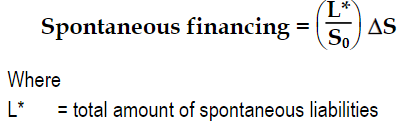 Spontaneous financing = (L*/S₀) ΔS
Where
L* = total amount of spontaneous liabilities